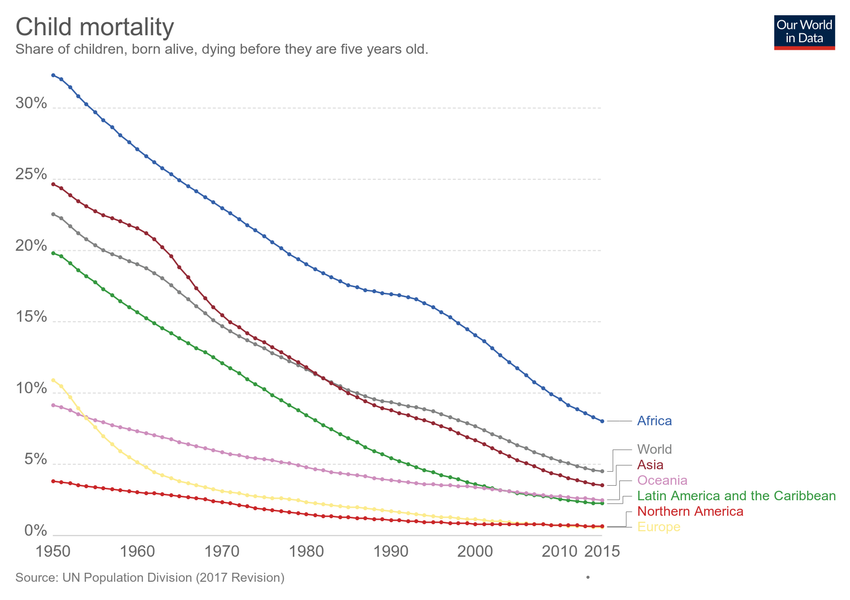 Child mortality
Share of children, born alive, dying before they are five years old.
Our World
in Data
30%
25%
20%
15%
10%
5%
0%
1950 1960 1970 1980 1990 2000 2010 2015
Africa
World
Asia
Oceania
Latin America and the Caribbean
Northern America
Europe
Source: UN Population Division (2017 Revision)